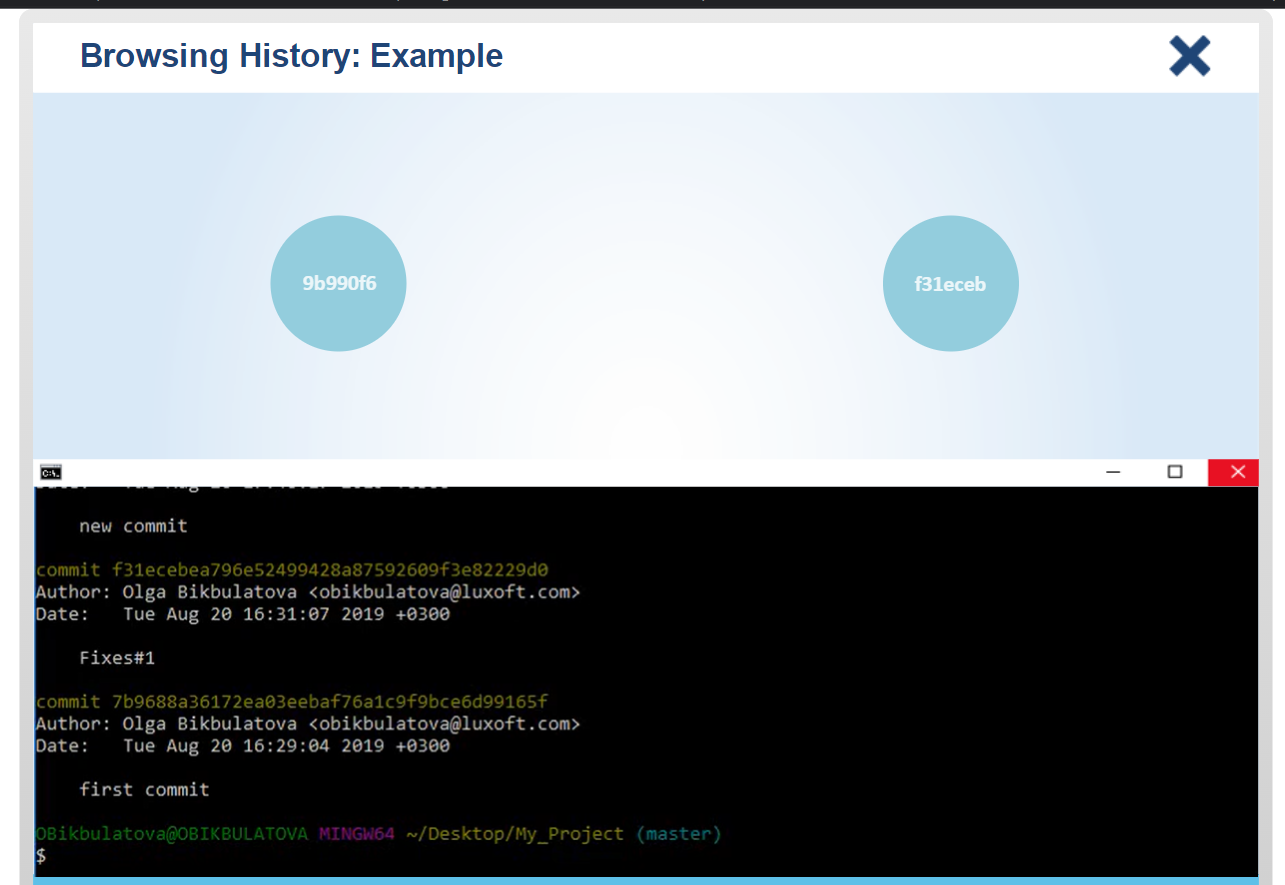 Browsing History: Example
9b990f6
f31eceb
new commit
commit f31ecebea796e52499428a87592609f3e82229d0
Author: Olga Bikbulatova <obikbulatova@luxoft.com>
Date: Tue Aug 20 16:31:07 2019 +0300
Fixes#1
commit 7b9688a36172ea03eebaf76a1c9f9bce6d99165f
Author: Olga Bikbulatova <obikbulatova@luxoft.com>
Date: Tue Aug 20 16:29:04 2019 +0300
first commit
OBikbulatova@OBIKBULATOVA MINGW64 ~/Desktop/My_Project (master)
$